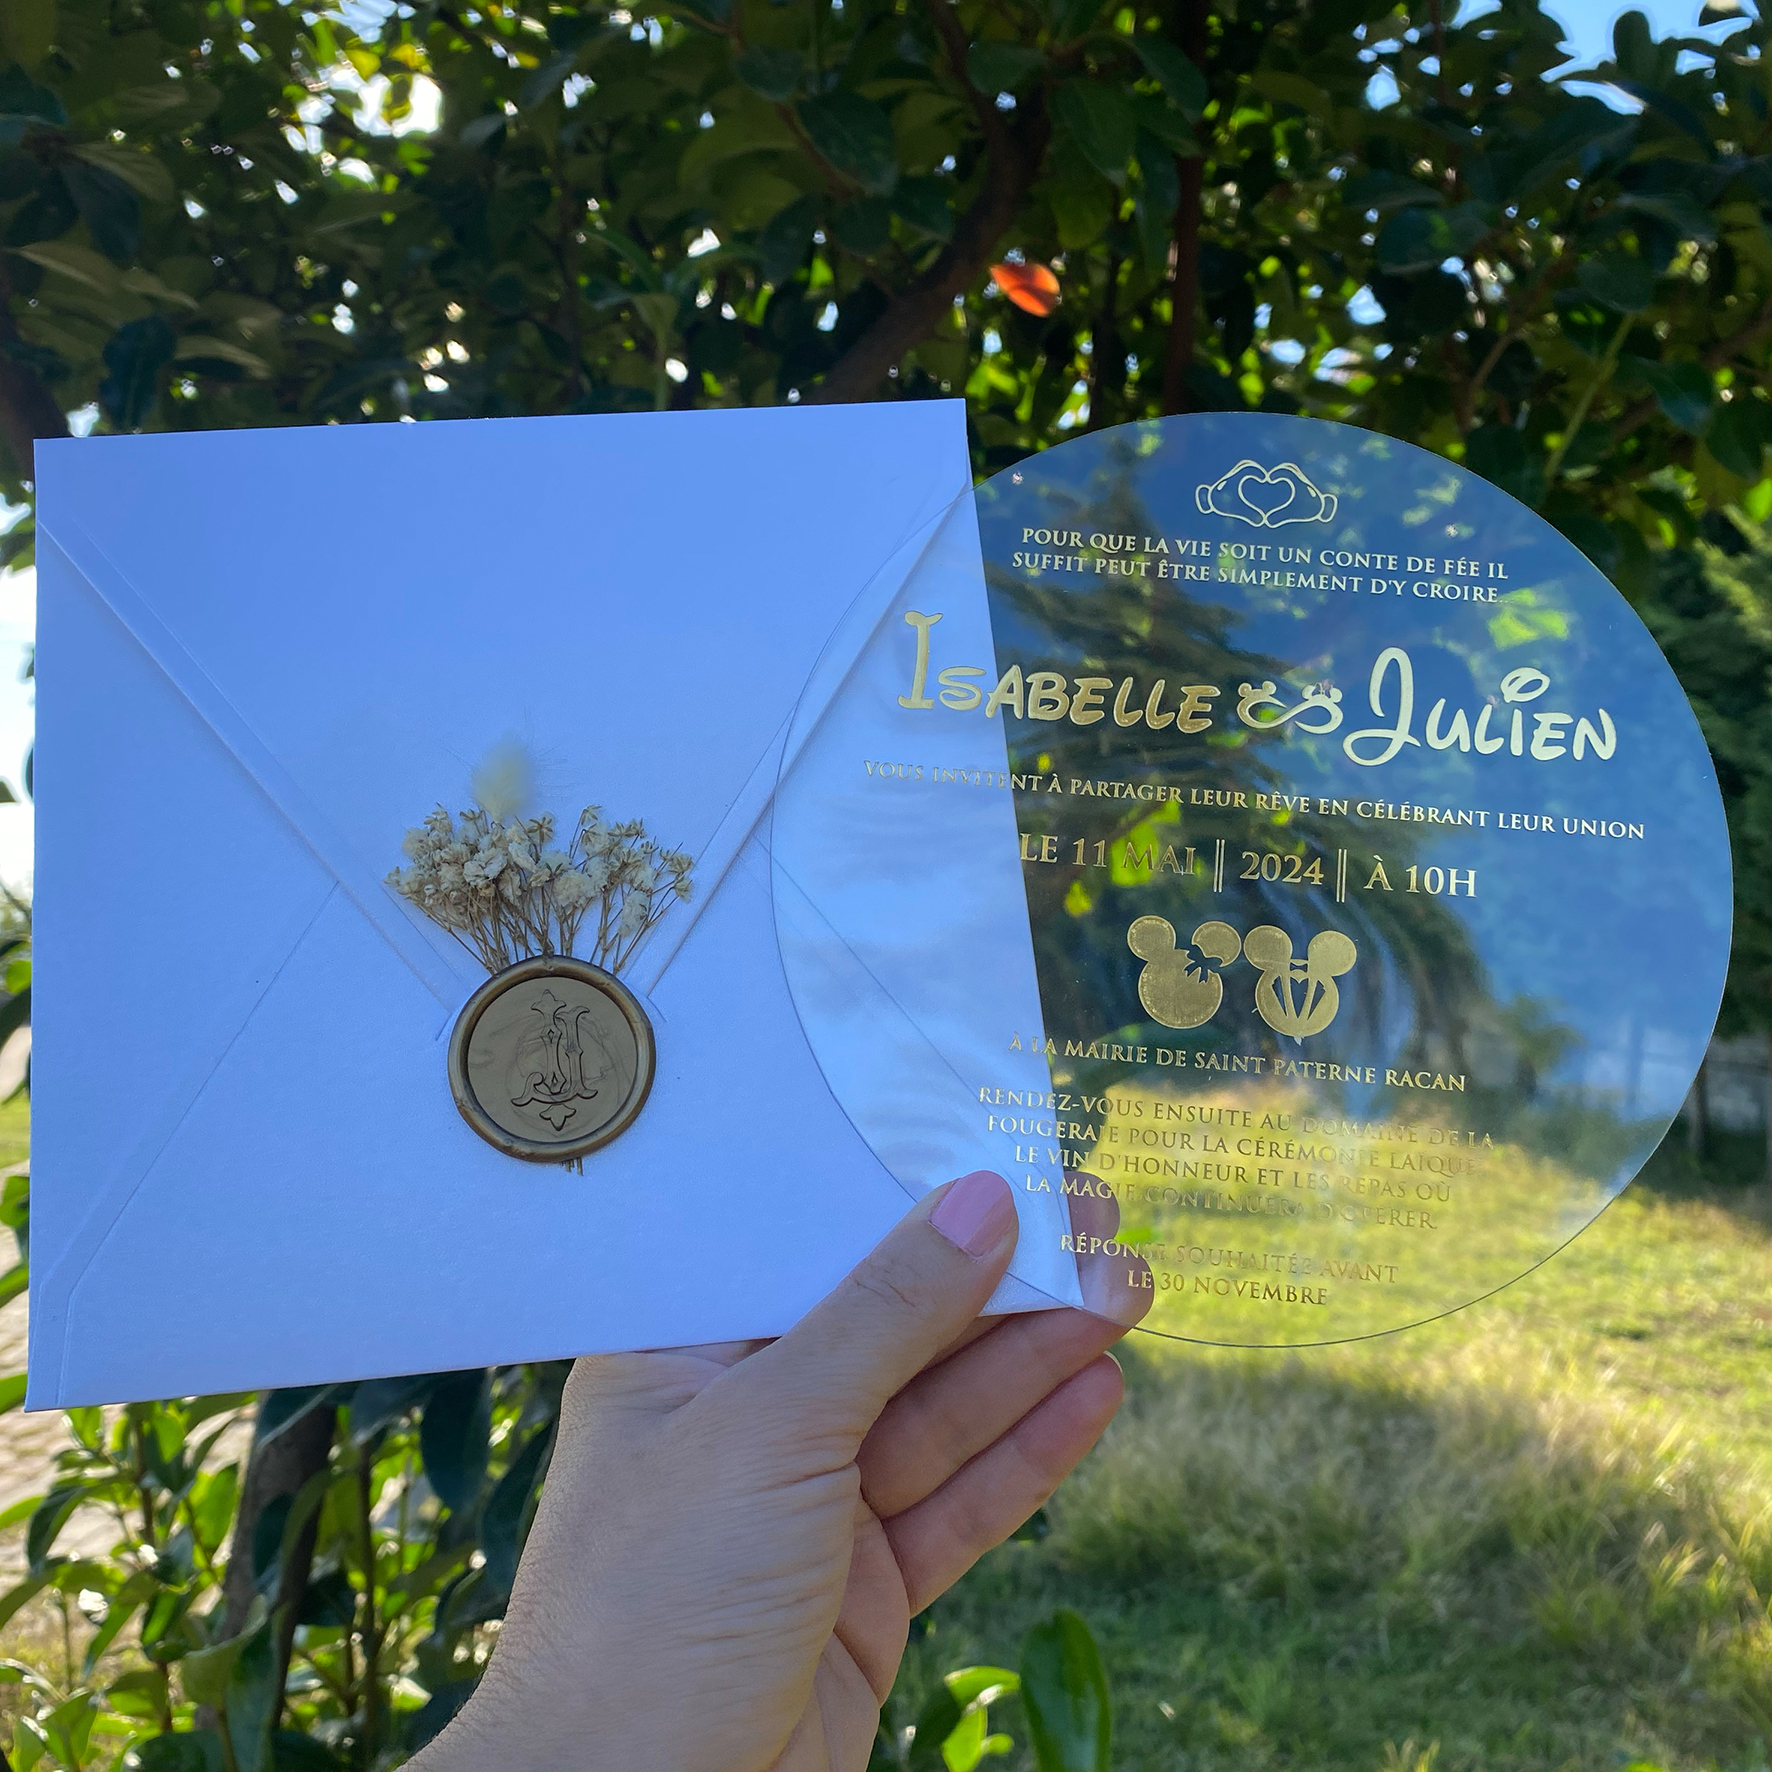 POUR QUE LA VIE SOIT UN CONTE DE FÉE IL
SUFFIT PEUT ÊTRE SIMPLEMENT D'Y CROIRE...
ISABELLE & JULIEN
VOUS INVITENT À PARTAGER LEUR RÊVE EN CÉLÉBRANT LEUR UNION
LE 11 MAI || 2024 || À 10H
À LA MAIRIE DE SAINT PATERNE RACAN
RENDEZ-VOUS ENSUITE AU DOMAINE DE LA
FOUGERAIE POUR LA CÉRÉMONIE LAIQUE
LE VIN D'HONNEUR ET LES REPAS OÙ
LA MAGIE CONTINUERA D'OPÉRER
RÉPONSE SOUHAITÉE AVANT
LE 30 NOVEMBRE